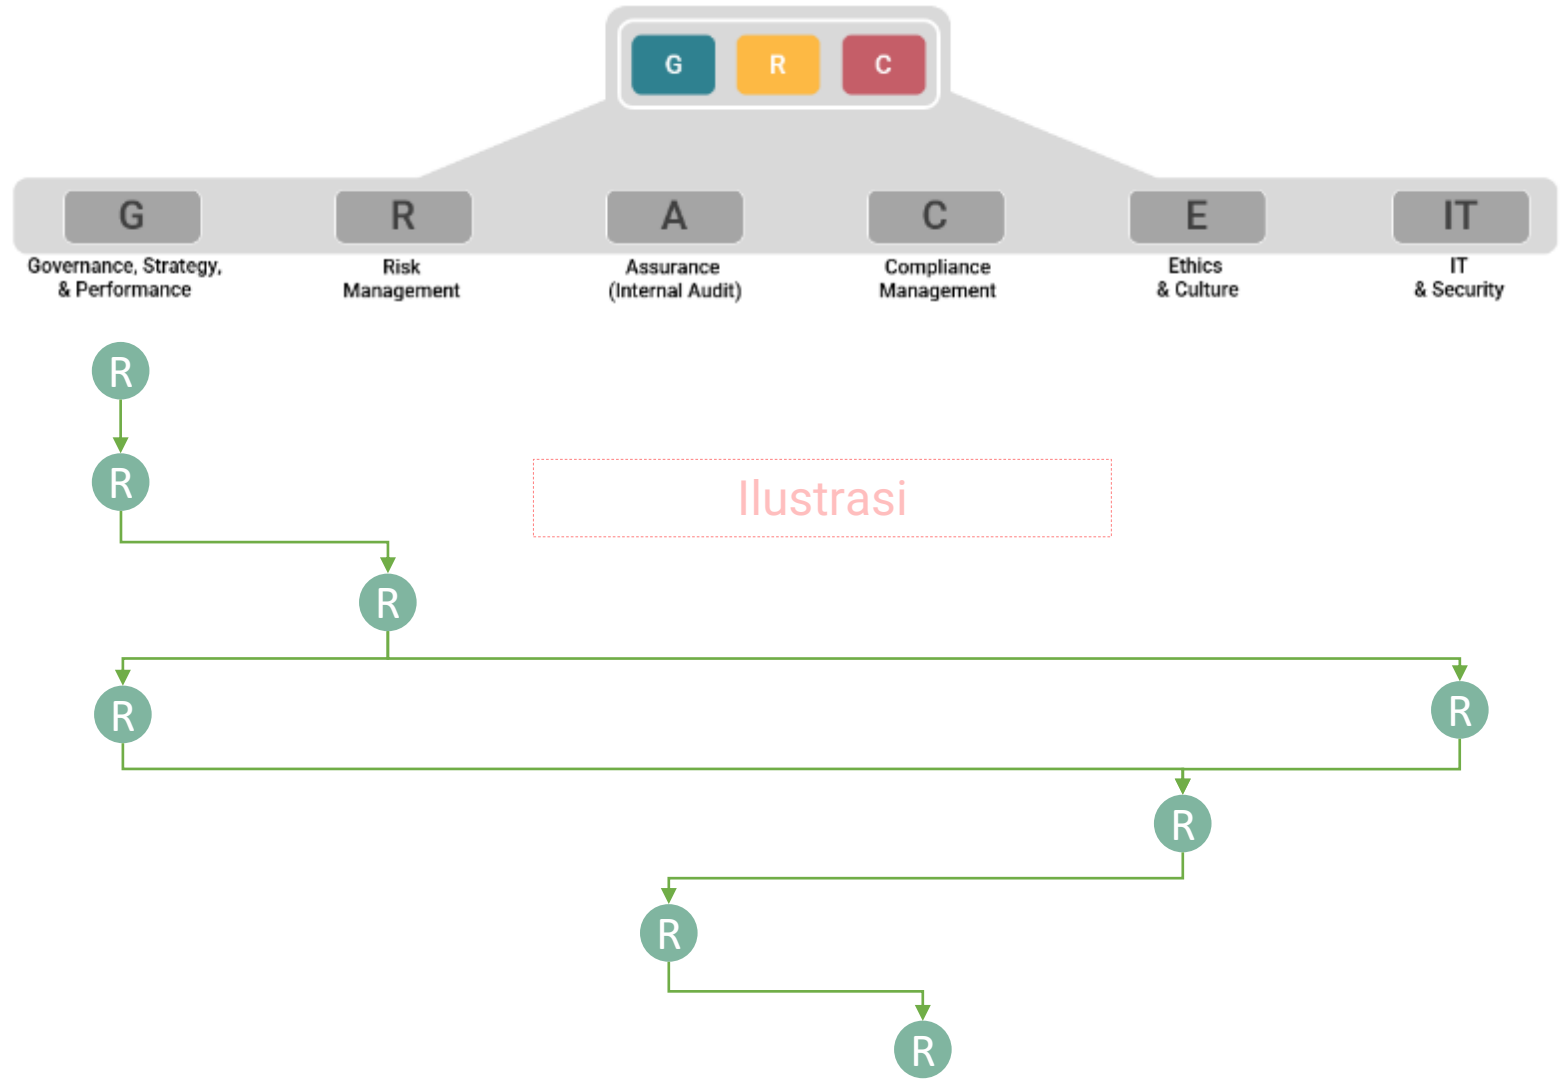 G R C
G R A C E IT
Governance, Strategy,
& Performance
Risk
Management
Assurance
(Internal Audit)
Compliance
Management
Ethics
& Culture
IT
& Security
R
R
Ilustrasi
R
R
R
R
R
R